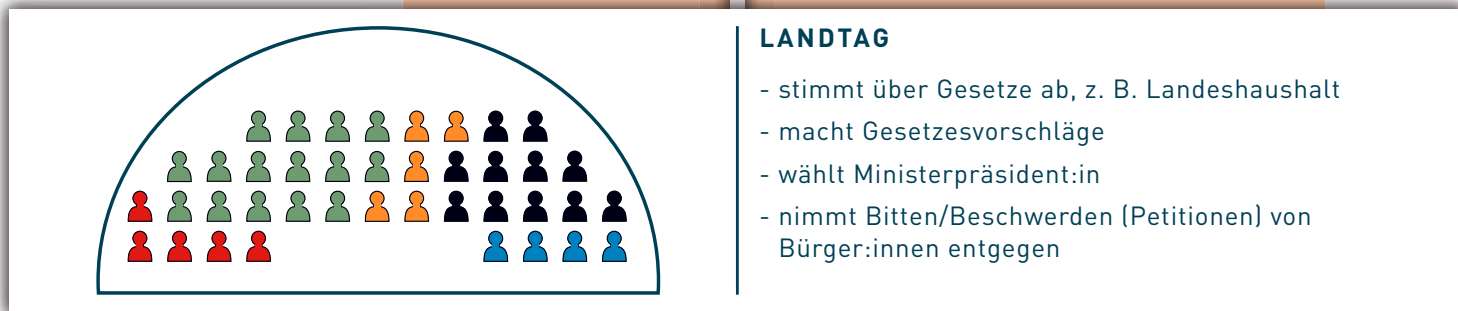 LANDTAG
- stimmt über Gesetze ab, z. B. Landeshaushalt
- macht Gesetzesvorschläge
- wählt Ministerpräsident:in
- nimmt Bitten/Beschwerden (Petitionen) von
Bürger:innen entgegen